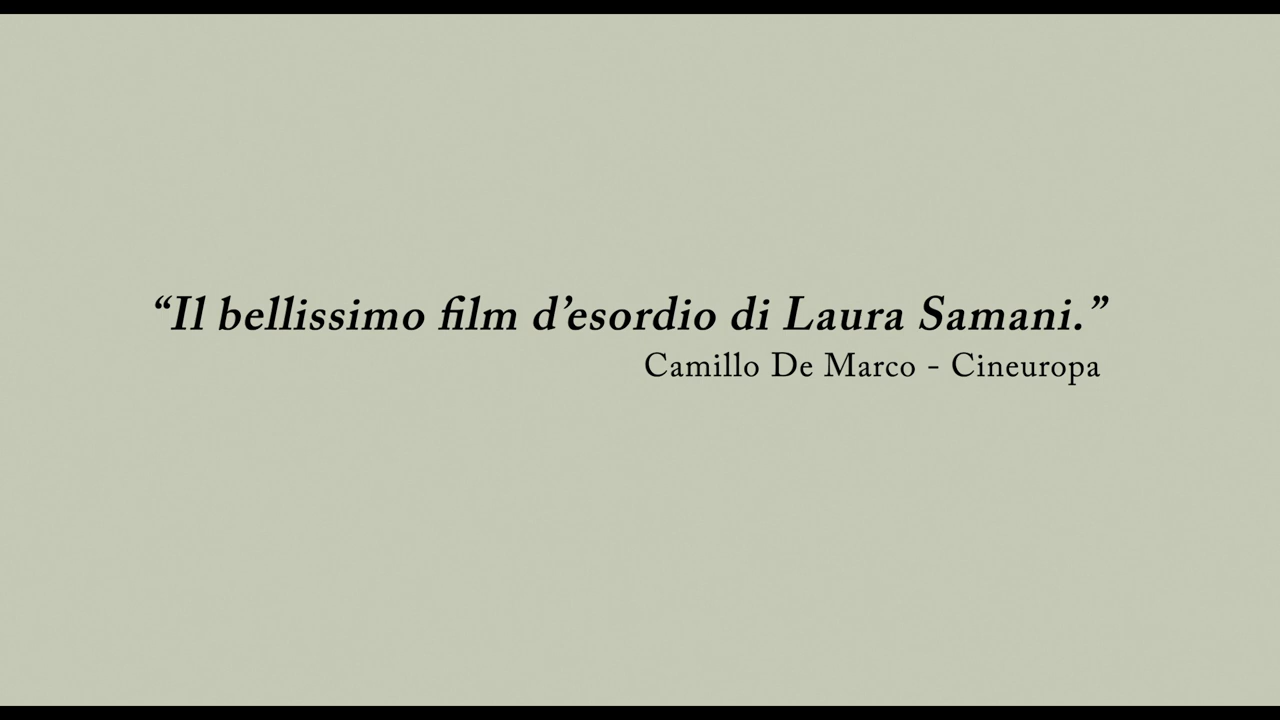 “Il bellissimo film d’esordio di Laura Samani.”
Camillo De Marco - Cineuropa